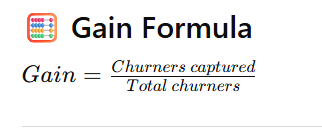 🧮 Gain Formula
Gain = Churners captured / Total churners